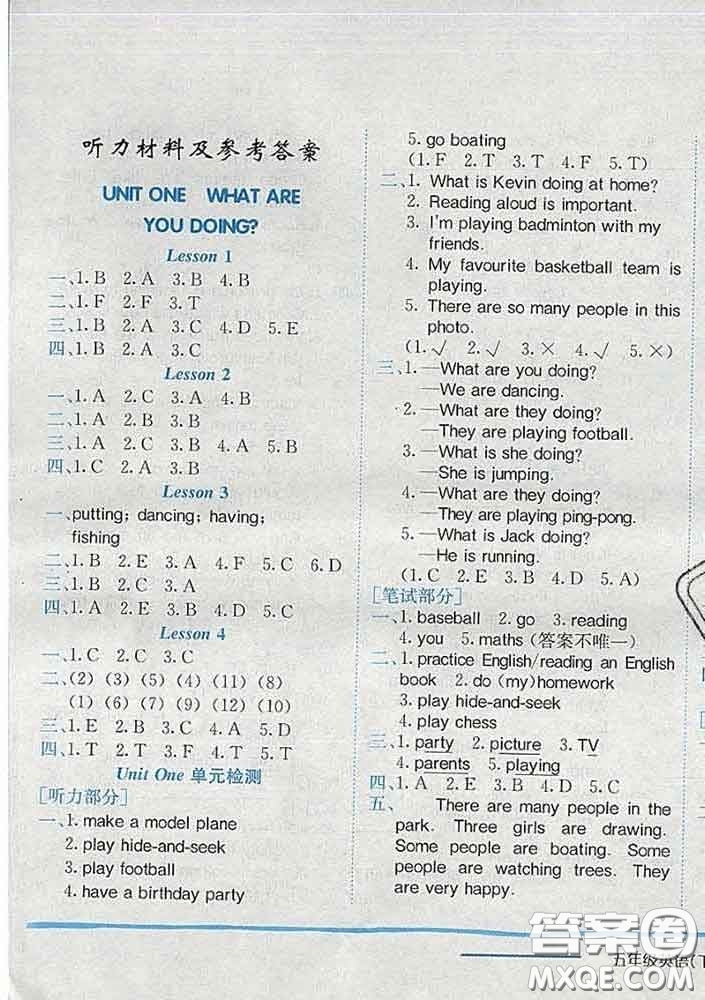 听力材料及参考答案
UNIT ONE WHAT ARE
YOU DOING?
Lesson 1
一、1. B 2. A 3. B 4. B
二、1. F 2. F 3. T
三、1. B 2. A 3. C 4. D 5. E
四、1. B 2. A 3. C
Lesson 2
一、1. A 2. C 3. A 4. B
二、1. A 2. A 3. B
三、1. A 2. C 3. B 4. A 5. B
四、1. C 2. A 3. B
Lesson 3
一、putting; dancing; having;
fishing
二、1. B 2. E 3. A 4. F 5. C 6. D
三、1. B 2. C 3. A
四、1. A 2. D 3. B 4. E 5. C
Lesson 4
一、1. C 2. C 3. C
二、(2) (3) (4) (11) (8)
(1) (6) (7) (9) (12) (10)
三、1. E 2. B 3. C 4. A 5. D
四、1. T 2. T 3. F 4. T 5. T
Unit One 单元检测
[听力部分]
一、1. make a model plane
2. play hide-and-seek
3. play football
4. have a birthday party
5. go boating
(1. F 2. T 3. T 4. F 5. T)
二、1. What is Kevin doing at home?
2. Reading aloud is important.
3. I'm playing badminton with my
friends.
4. My favourite basketball team is
playing.
5. There are so many people in this
photo.
(1. √ 2. √ 3. × 4. √ 5. ×)
三、1. —What are you doing?
—We are dancing.
2. —What are they doing?
—They are playing football.
3. —What is she doing?
—She is jumping.
4. —What are they doing?
—They are playing ping-pong.
5. —What is Jack doing?
—He is running.
(1. C 2. B 3. E 4. D 5. A)
[笔试部分]
一、1. baseball 2. go 3. reading
4. you 5. maths (答案不唯一)
二、1. practice English/reading an English
book 2. do (my) homework
3. play hide-and-seek
4. play chess
三、1. party 2. picture 3. TV
4. parents 5. playing
四、1. A 2. D 3. B 4. E 5. C
五、 There are many people in the
park. Three girls are drawing.
Some people are boating. Some
people are watching trees. They
are very happy.
五年级英语(下
答案圈
MXQE.COM